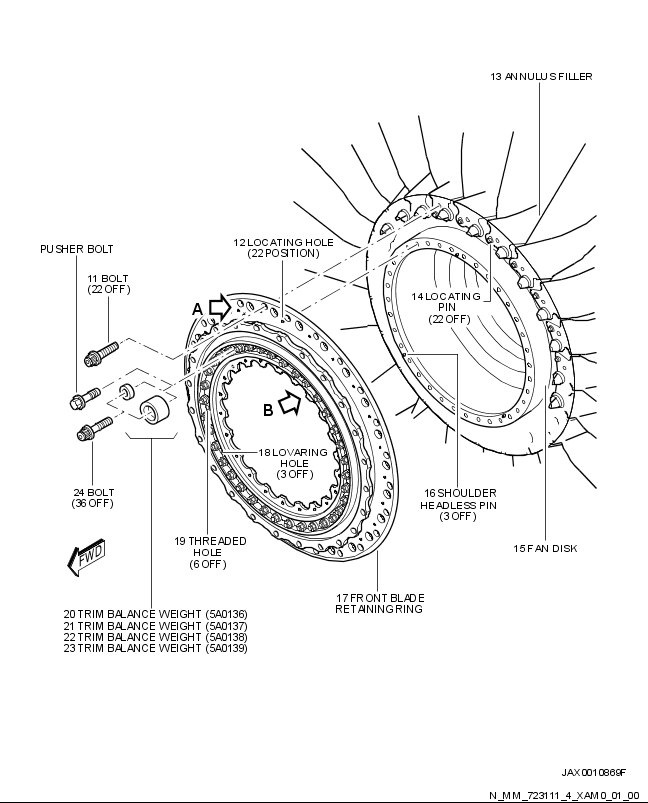 13 ANNULUS FILLER
12 LOCATING HOLE
(22 POSITION)
PUSHER BOLT
11 BOLT
(22 OFF)
14 LOCATING
PIN
(22 OFF)
A
B
18 LOVARING
HOLE
(3 OFF)
24 BOLT
(36 OFF)
16 SHOULDER
HEADLESS PIN
(3 OFF)
19 THREADED
HOLE
(6 OFF)
15 FAN DISK
FWD
17 FRONT BLADE
RETAINING RING
20 TRIM BALANCE WEIGHT (5A0136)
21 TRIM BALANCE WEIGHT (5A0137)
22 TRIM BALANCE WEIGHT (5A0138)
23 TRIM BALANCE WEIGHT (5A0139)
JAX0010869F
N_MM_723111_4_XAM0_01_00